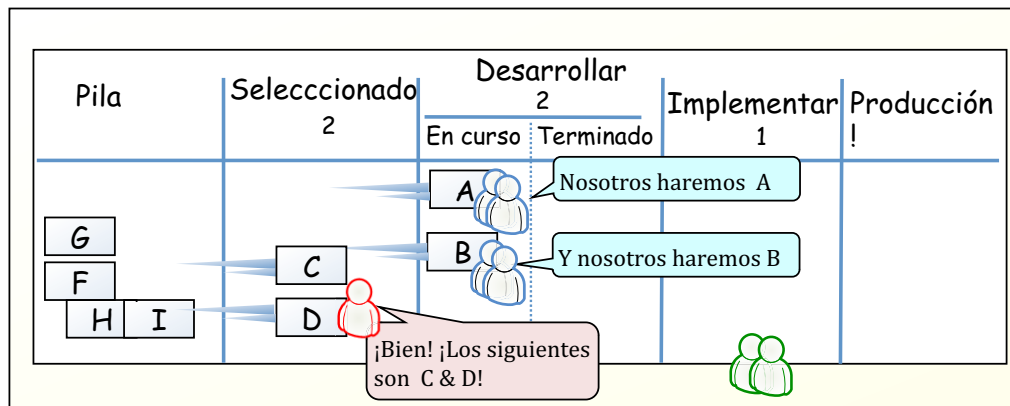 Pila
Selecccionado
2
Desarrollar
2
En curso
Terminado
Implementar
1
Producción
!
A
Nosotros haremos A
G
B
Y nosotros haremos B
C
F
H
I
D
¡Bien! ¡Los siguientes
son C & D!